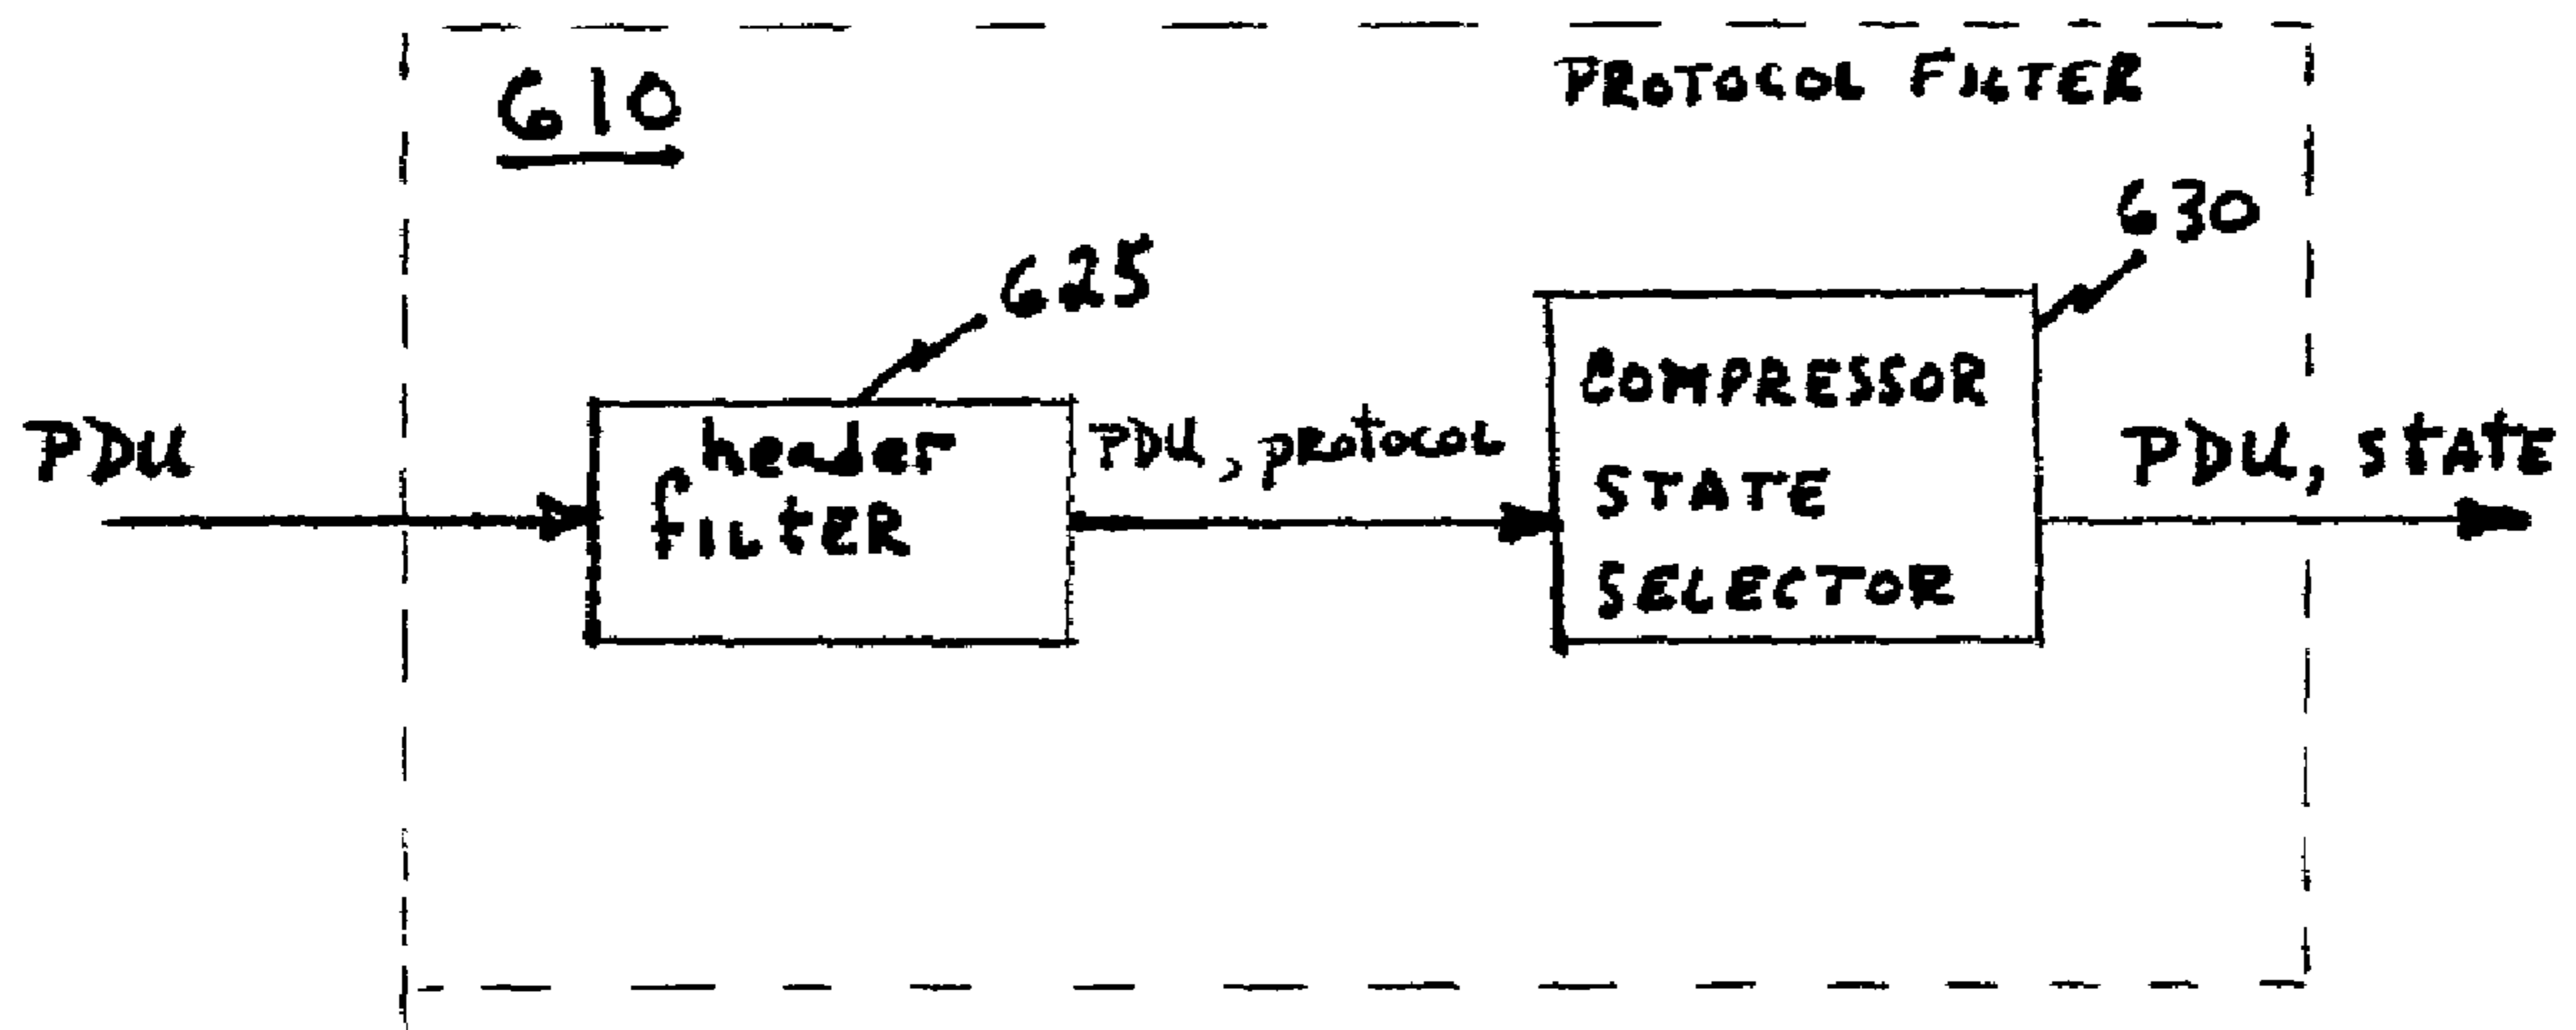 610
PROTOCOL FILTER
630
625
PDU
header
filter
PDU, protocol
COMPRESSOR
STATE
SELECTOR
PDU, STATE